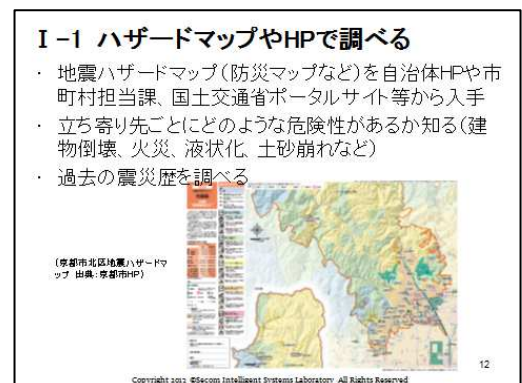 Ⅰ-1 ハザードマップやHPで調べる
・ 地震ハザードマップ(防災マップなど)を自治体HPや市
町村担当課、国土交通省ポータルサイト等から入手
・ 立ち寄り先ごとにどのような危険性があるか知る(建
物倒壊、火災、液状化、土砂崩れなど)
・ 過去の震災歴を調べる
(京都市北区地震ハザードマ
ップ 出典:京都市HP)
12
Copyright 2012 ©Secom Intelligent Systems Laboratory All Rights Reserved